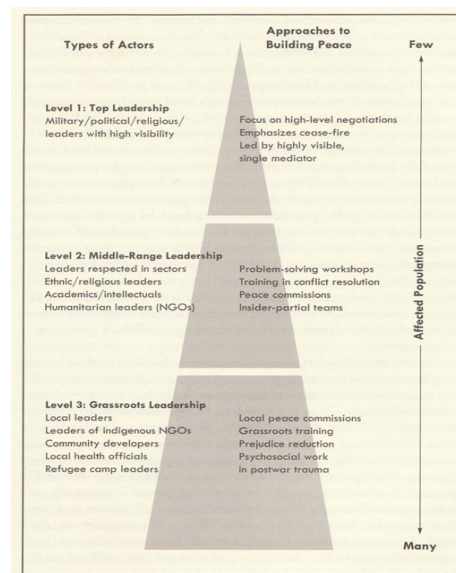 Types of Actors
Approaches to
Building Peace
Few
Level 1: Top Leadership
Military/political/religious/
leaders with high visibility
Focus on high-level negotiations
Emphasizes cease-fire
Led by highly visible,
single mediator
Level 2: Middle-Range Leadership
Leaders respected in sectors
Ethnic/religious leaders
Academics/intellectuals
Humanitarian leaders (NGOs)
Problem-solving workshops
Training in conflict resolution
Peace commissions
Insider-partial teams
Affected Population
Level 3: Grassroots Leadership
Local leaders
Leaders of indigenous NGOs
Community developers
Local health officials
Refugee camp leaders
Local peace commissions
Grassroots training
Prejudice reduction
Psychosocial work
in postwar trauma
Many